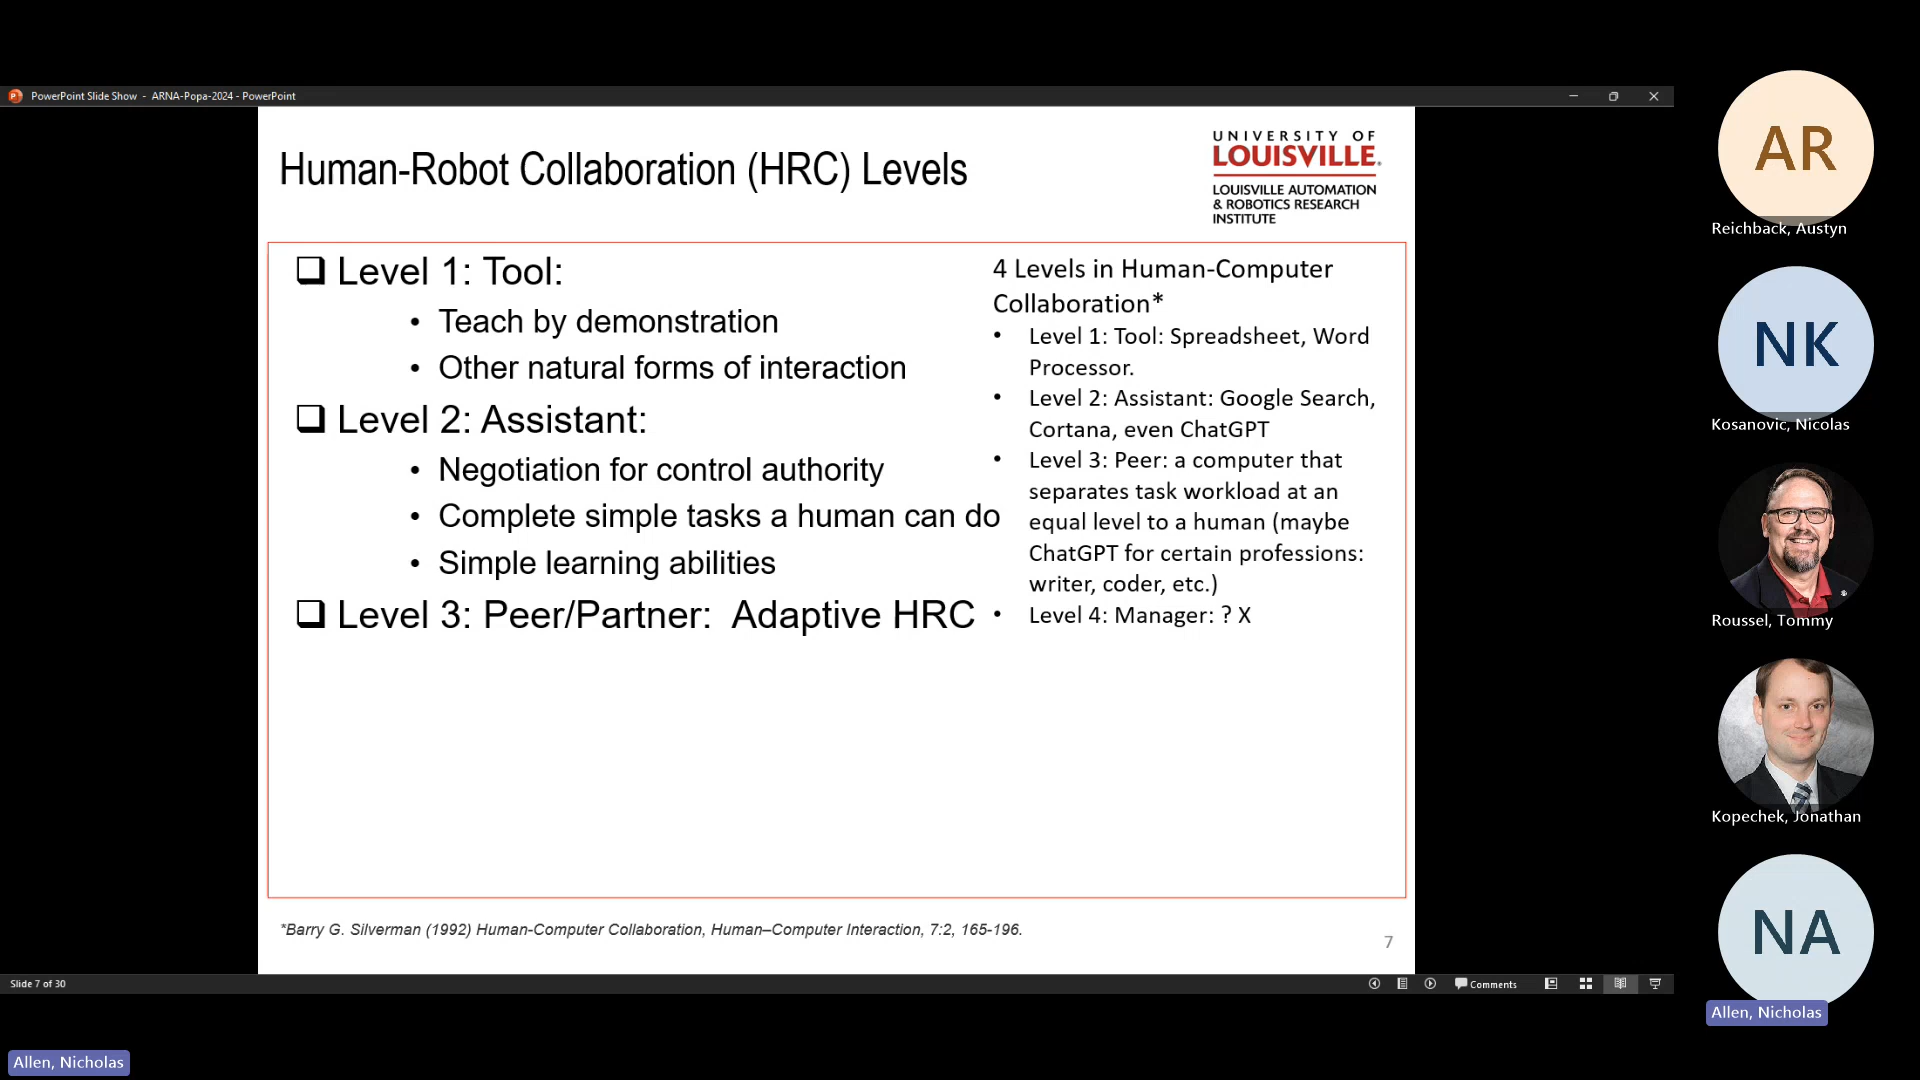 PowerPoint Slide Show - ARNA-Popa-2024 - PowerPoint
Human-Robot Collaboration (HRC) Levels
UNIVERSITY OF
LOUISVILLE.
LOUISVILLE AUTOMATION
& ROBOTICS RESEARCH
INSTITUTE
❑ Level 1: Tool:
• Teach by demonstration
• Other natural forms of interaction
❑ Level 2: Assistant:
• Negotiation for control authority
• Complete simple tasks a human can do
• Simple learning abilities
❑ Level 3: Peer/Partner: Adaptive HRC
4 Levels in Human-Computer
Collaboration*
• Level 1: Tool: Spreadsheet, Word
Processor.
• Level 2: Assistant: Google Search,
Cortana, even ChatGPT
• Level 3: Peer: a computer that
separates task workload at an
equal level to a human (maybe
ChatGPT for certain professions:
writer, coder, etc.)
• Level 4: Manager: ? X
*Barry G. Silverman (1992) Human-Computer Collaboration, Human–Computer Interaction, 7:2, 165-196.
7
Slide 7 of 30
Comments
AR
Reichback, Austyn
NK
Kosanovic, Nicolas
Roussel, Tommy
Kopechek, Jonathan
NA
Allen, Nicholas
Allen, Nicholas